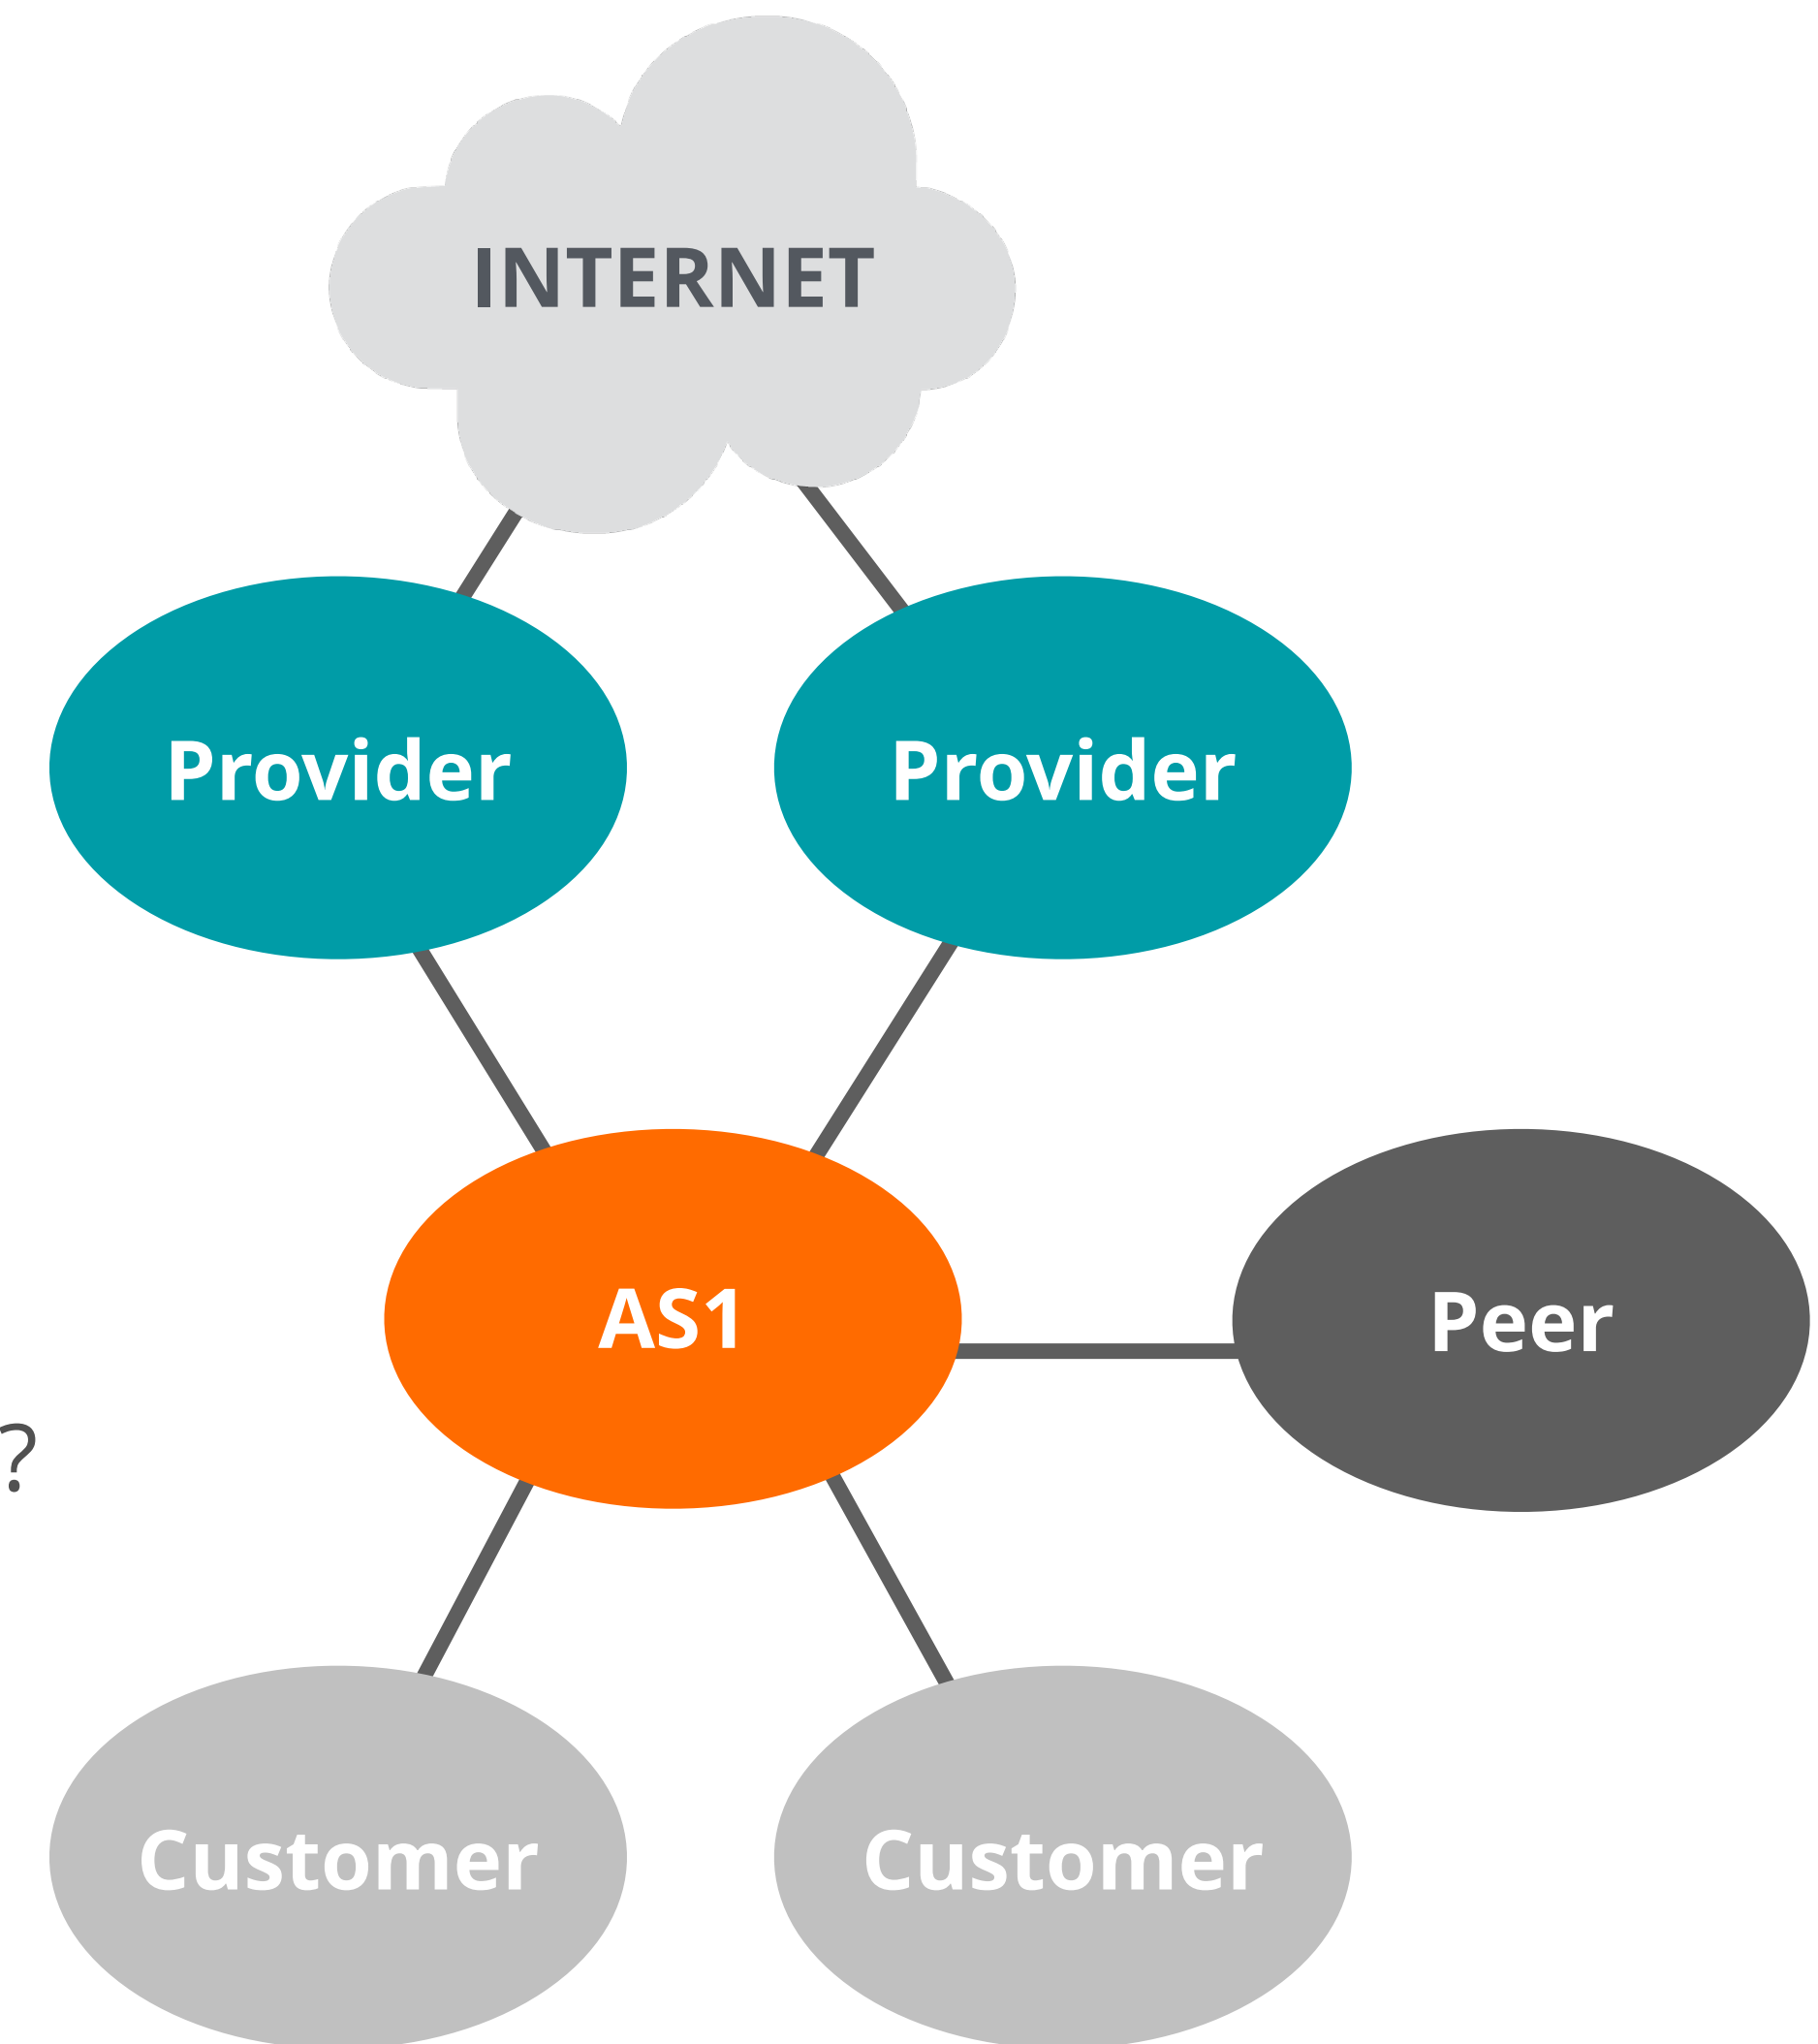 INTERNET
Provider
Provider
AS1
Peer
?
Customer
Customer